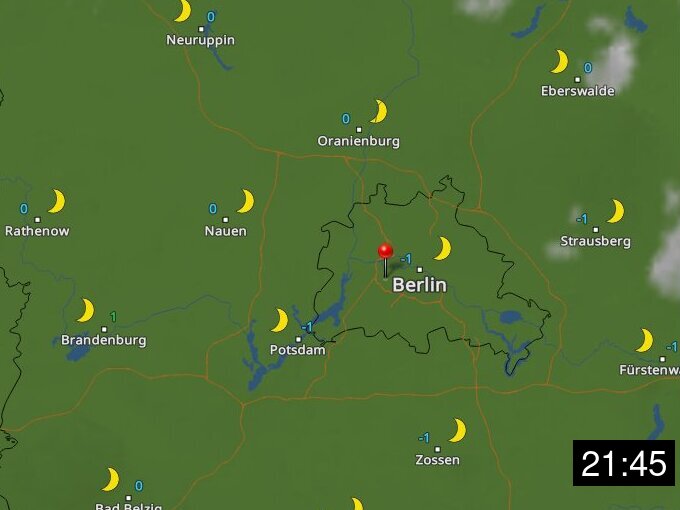 0
Neuruppin
0
Eberswalde
0
Oranienburg
0
Rathenow
0
Nauen
-1
Strausberg
-1
Berlin
1
Brandenburg
-1
Potsdam
-1
Fürstenwa
-1
Zossen
21:45
0
Bad Belzig